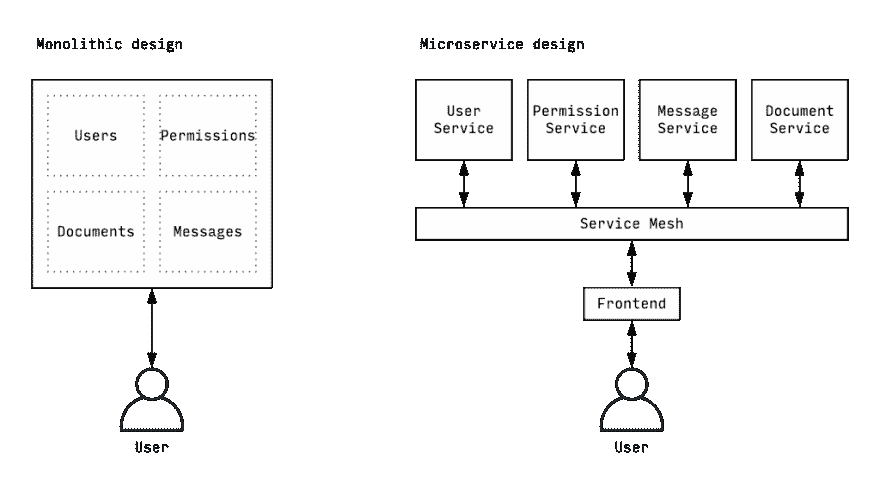 Monolithic design
Users
Permissions
Documents
Messages
User
Microservice design
User
Service
Permission
Service
Message
Service
Document
Service
Service Mesh
Frontend
User